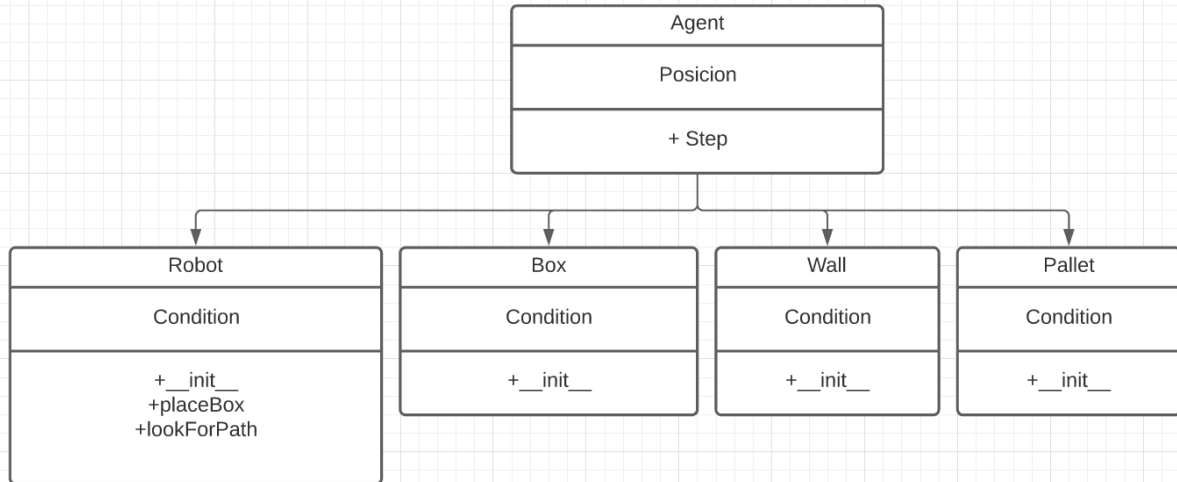 Agent
Posicion
+ Step
Robot
Condition
+__init__
+placeBox
+lookForPath
Box
Condition
+__init__
Wall
Condition
+__init__
Pallet
Condition
+__init__